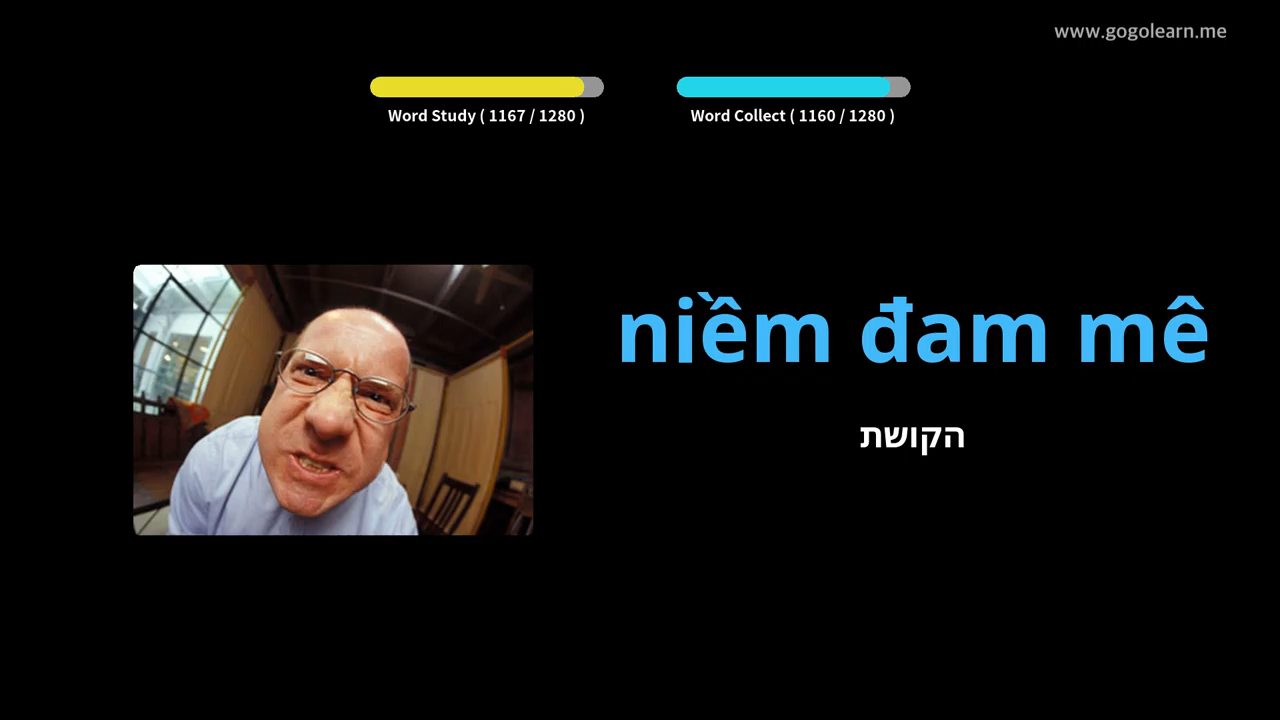 www.gogolearn.me
Word Study ( 1167 / 1280 )
Word Collect ( 1160 / 1280 )
niềm đam mê
הקושת